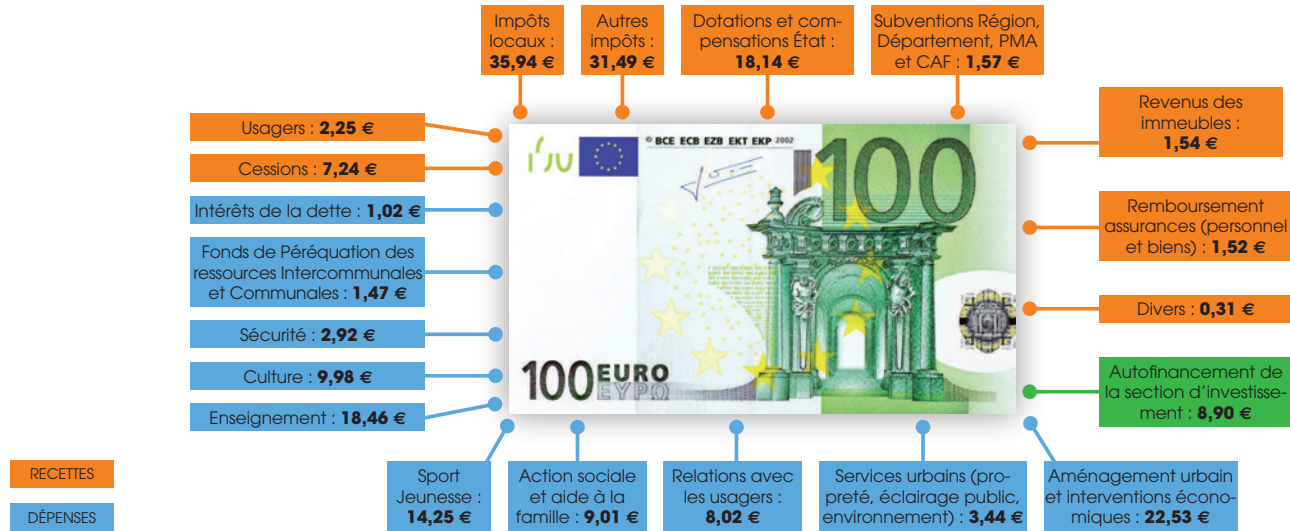 Impôts
locaux :
35,94 €
Autres
impôts :
31,49 €
Dotations et com-
pensations État :
18,14 €
Subventions Région,
Département, PMA
et CAF : 1,57 €
Usagers : 2,25 €
Cessions : 7,24 €
Intérêts de la dette : 1,02 €
Fonds de Péréquation des
ressources Intercommunales
et Communales : 1,47 €
Sécurité : 2,92 €
Culture : 9,98 €
Enseignement : 18,46 €
© BCE ECB EZB EKT EKP 2002
100
100 EURO
ΕΥΡΩ
Revenus des
immeubles :
1,54 €
Remboursement
assurances (personnel
et biens) : 1,52 €
Divers : 0,31 €
Autofinancement de
la section d'investisse-
ment : 8,90 €
RECETTES
DÉPENSES
Sport
Jeunesse :
14,25 €
Action sociale
et aide à la
famille : 9,01 €
Relations avec
les usagers :
8,02 €
Services urbains (pro-
preté, éclairage public,
environnement) : 3,44 €
Aménagement urbain
et interventions écono-
miques : 22,53 €